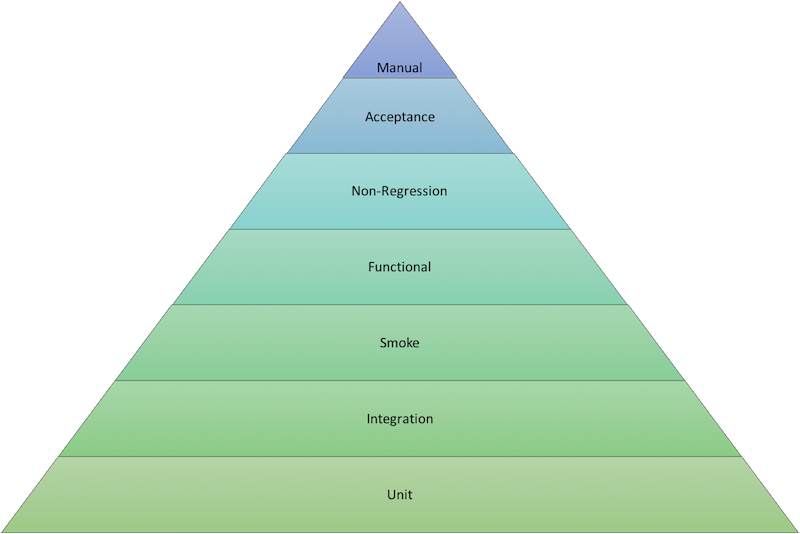 Manual
Acceptance
Non-Regression
Functional
Smoke
Integration
Unit